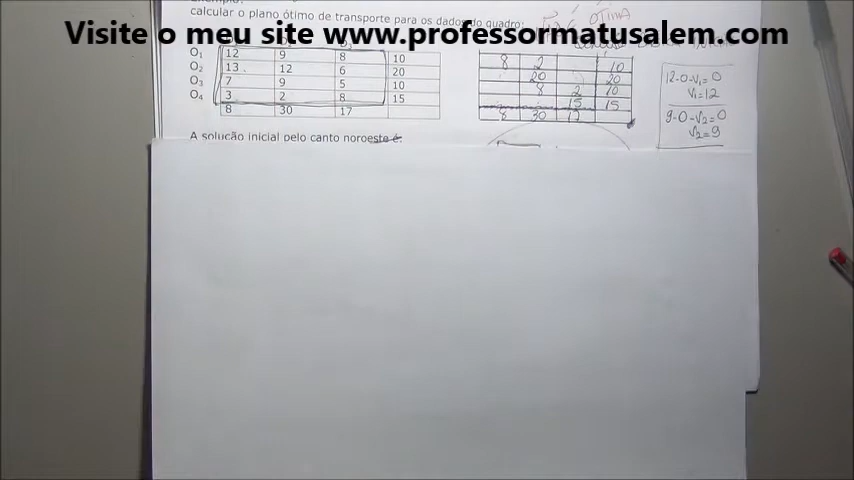 calcular o plano ótimo de transporte para os dados do quadro:
ÓTIMA
Visite o meu site www.professormatusalem.com
O1 12 9 8 10
O2 13 12 6 20
O3 7 9 5 10
O4 3 2 8 15
8 30 17
8 2 10
20 20
8 2 10
15 15
8 30 17
12-0-V1=0
V1=12
9-0-V2=0
V2=9
A solução inicial pelo canto noroeste é: